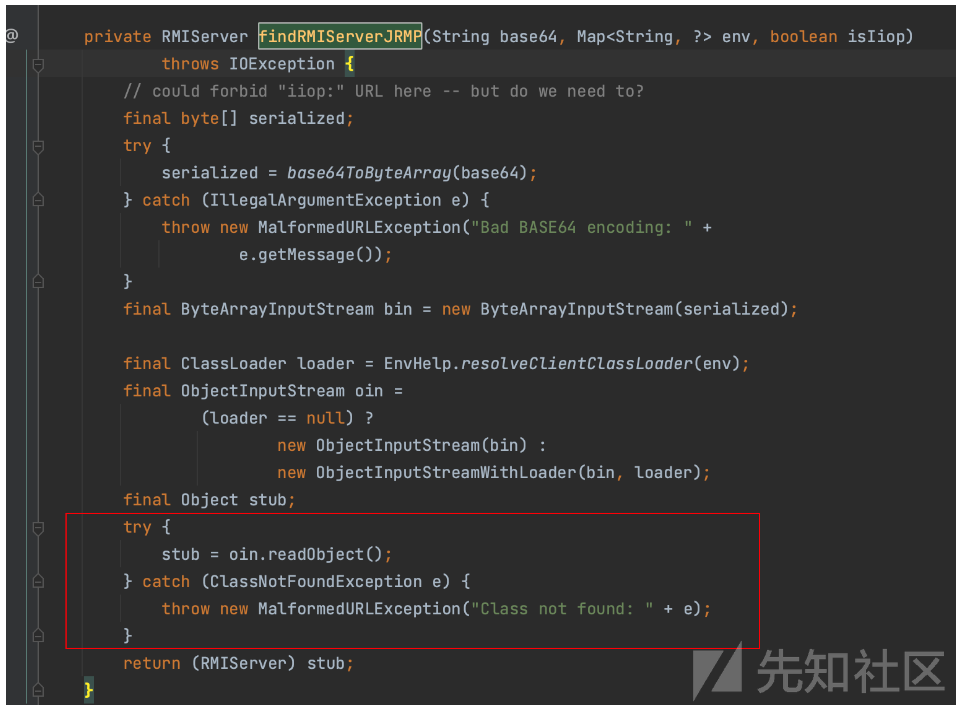 @ private RMIServer findRMIServerJRMP(String base64, Map<String, ?> env, boolean isIiop)
throws IOException {
// could forbid "iiop:" URL here -- but do we need to?
final byte[] serialized;
try {
serialized = base64ToByteArray(base64);
} catch (IllegalArgumentException e) {
throw new MalformedURLException("Bad BASE64 encoding: " +
e.getMessage());
}
final ByteArrayInputStream bin = new ByteArrayInputStream(serialized);
final ClassLoader loader = EnvHelp.resolveClientClassLoader(env);
final ObjectInputStream oin =
(loader == null) ?
new ObjectInputStream(bin) :
new ObjectInputStreamWithLoader(bin, loader);
final Object stub;
try {
stub = oin.readObject();
} catch (ClassNotFoundException e) {
throw new MalformedURLException("Class not found: " + e);
}
return (RMIServer) stub;
}
先知社区